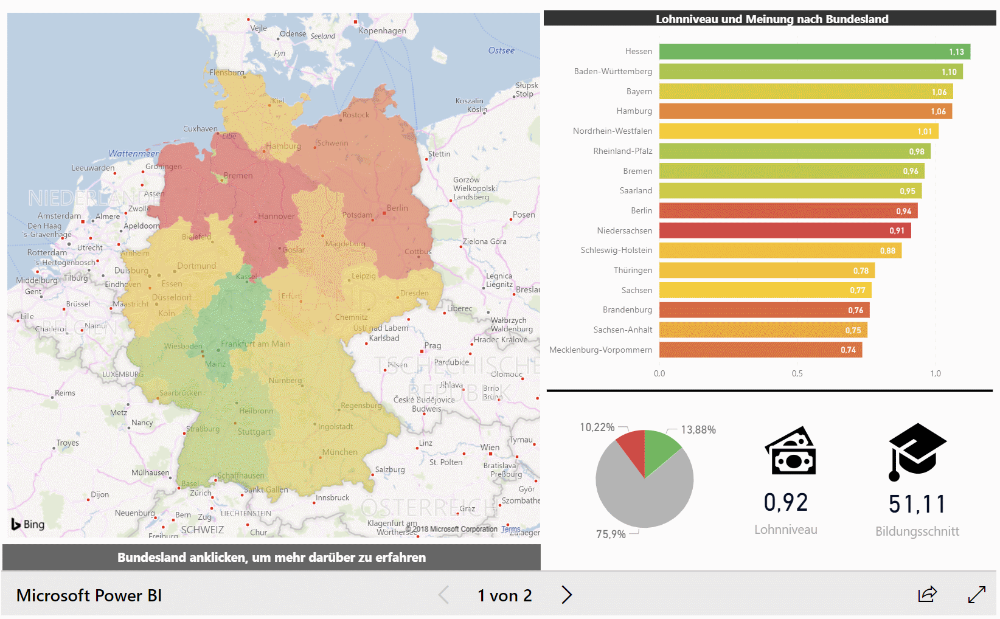 Vejle
Odense
Seeland
Kopenhagen
Fyn
Ostsee
Flensburg
Słupsk
Stolp
Kiel
Koszalin
Köslin
Rostock
Cuxhaven
Elbe
Schwerin
Hamburg
Wattenmeer
Stettin
Leeuwarden
Groningen
Bremen
Gorzów
Wielkopolski
Landsberg
Assen
NIEDERLANDE
Zwolle
Berlin
Amsterdam
Almere
Hannover
Potsdam
Posen
Den Haag
's-Gravenhage
Apeldoorn
Bielefeld
Zielona Góra
Utrecht
Goslar
Magdeburg
Cottbus
Rotterdam
Arnheim
's-Hertogenbosch
Duisburg
Dortmund
Middelburg
Tilburg
Kassel
Leipzig
Legnica
Liegnitz
Eindhoven
Essen
Gent
Erfurt
Dresden
Breslau
Brüssel
Maastricht
Düsseldorf
Liberec
Lille
Köln
Chemnitz
Wałbrzych
Waldenburg
Charleroi
Namur
BELGIEN
Ústí nad Labem
Karlsbad
Hradec Králové
Wiesbaden
Frankfurt am Main
Prag
Mainz
Pilsen
Pardubice
TSCHECHISCHE
LUXEMBURG
Olomouc
Nürnberg
Jihlava
Brno
Brünn
REPUBLIK
Reims
Saarbrücken
České Budějovice
Budweis
Metz
Regensburg
Nancy
Heilbronn
Straßburg
Stuttgart
Ingolstadt
Troyes
Linz
Tyrnau
Wien
München
St. Pölten
Bratislava
Preßburg
Mülhausen
Schaffhausen
Salzburg
Basel
Győr
Dijon
Zürich
Sankt Gallen
Innsbruck
Szombathe
ÖSTERREICH
Graz
Neuenburg
Bern
Zug
LIECHTENSTEIN
Bing
SCHWEIZ
Chur
Klagenfurt am
Wörthersee
© 2018 Microsoft Corporation
Terms
Zalaeger
Freiburg
Bundesland anklicken, um mehr darüber zu erfahren
Lohnniveau und Meinung nach Bundesland
Hessen 1,13
Baden-Württemberg 1,10
Bayern 1,06
Hamburg 1,06
Nordrhein-Westfalen 1,01
Rheinland-Pfalz 0,98
Bremen 0,96
Saarland 0,95
Berlin 0,94
Niedersachsen 0,91
Schleswig-Holstein 0,88
Thüringen 0,78
Sachsen 0,77
Brandenburg 0,76
Sachsen-Anhalt 0,75
Mecklenburg-Vorpommern 0,74
0,0 0,5 1,0
10,22%
13,88%
75,9%
0,92
Lohnniveau
51,11
Bildungsschnitt
Microsoft Power BI
1 von 2